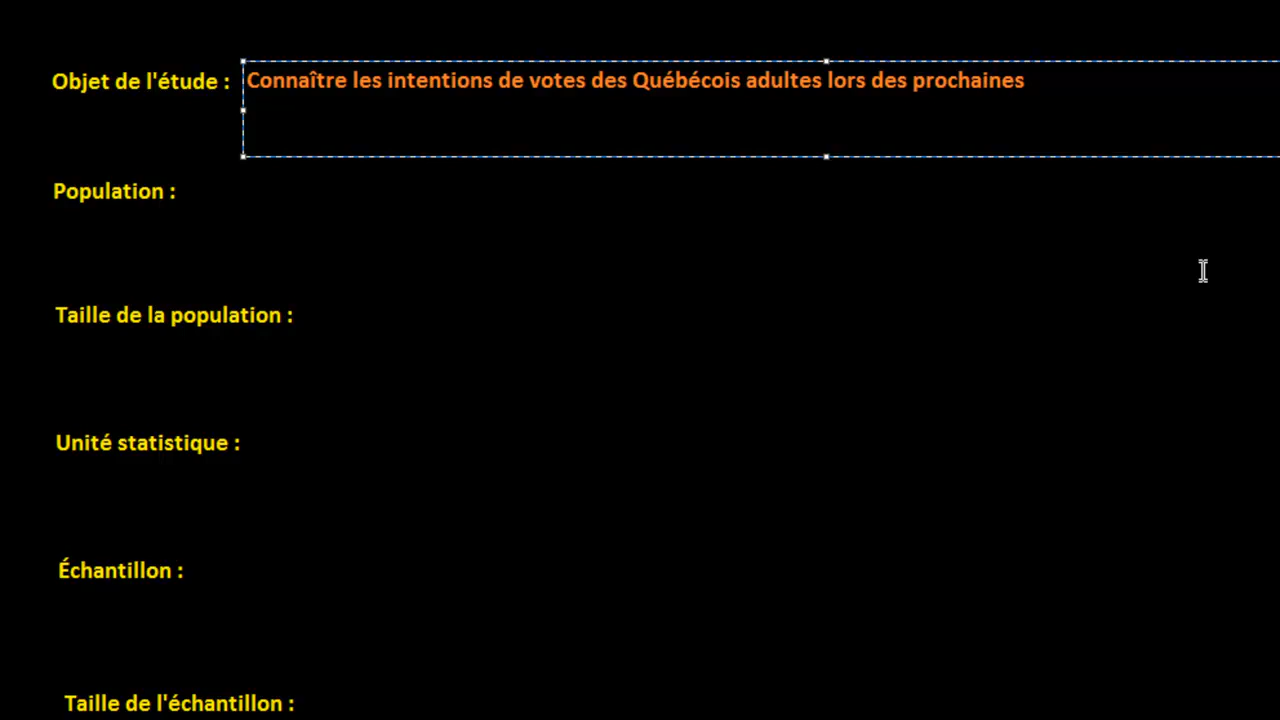 Objet de l'étude : Connaître les intentions de votes des Québécois adultes lors des prochaines
Population :
Taille de la population :
Unité statistique :
Échantillon :
Taille de l'échantillon :